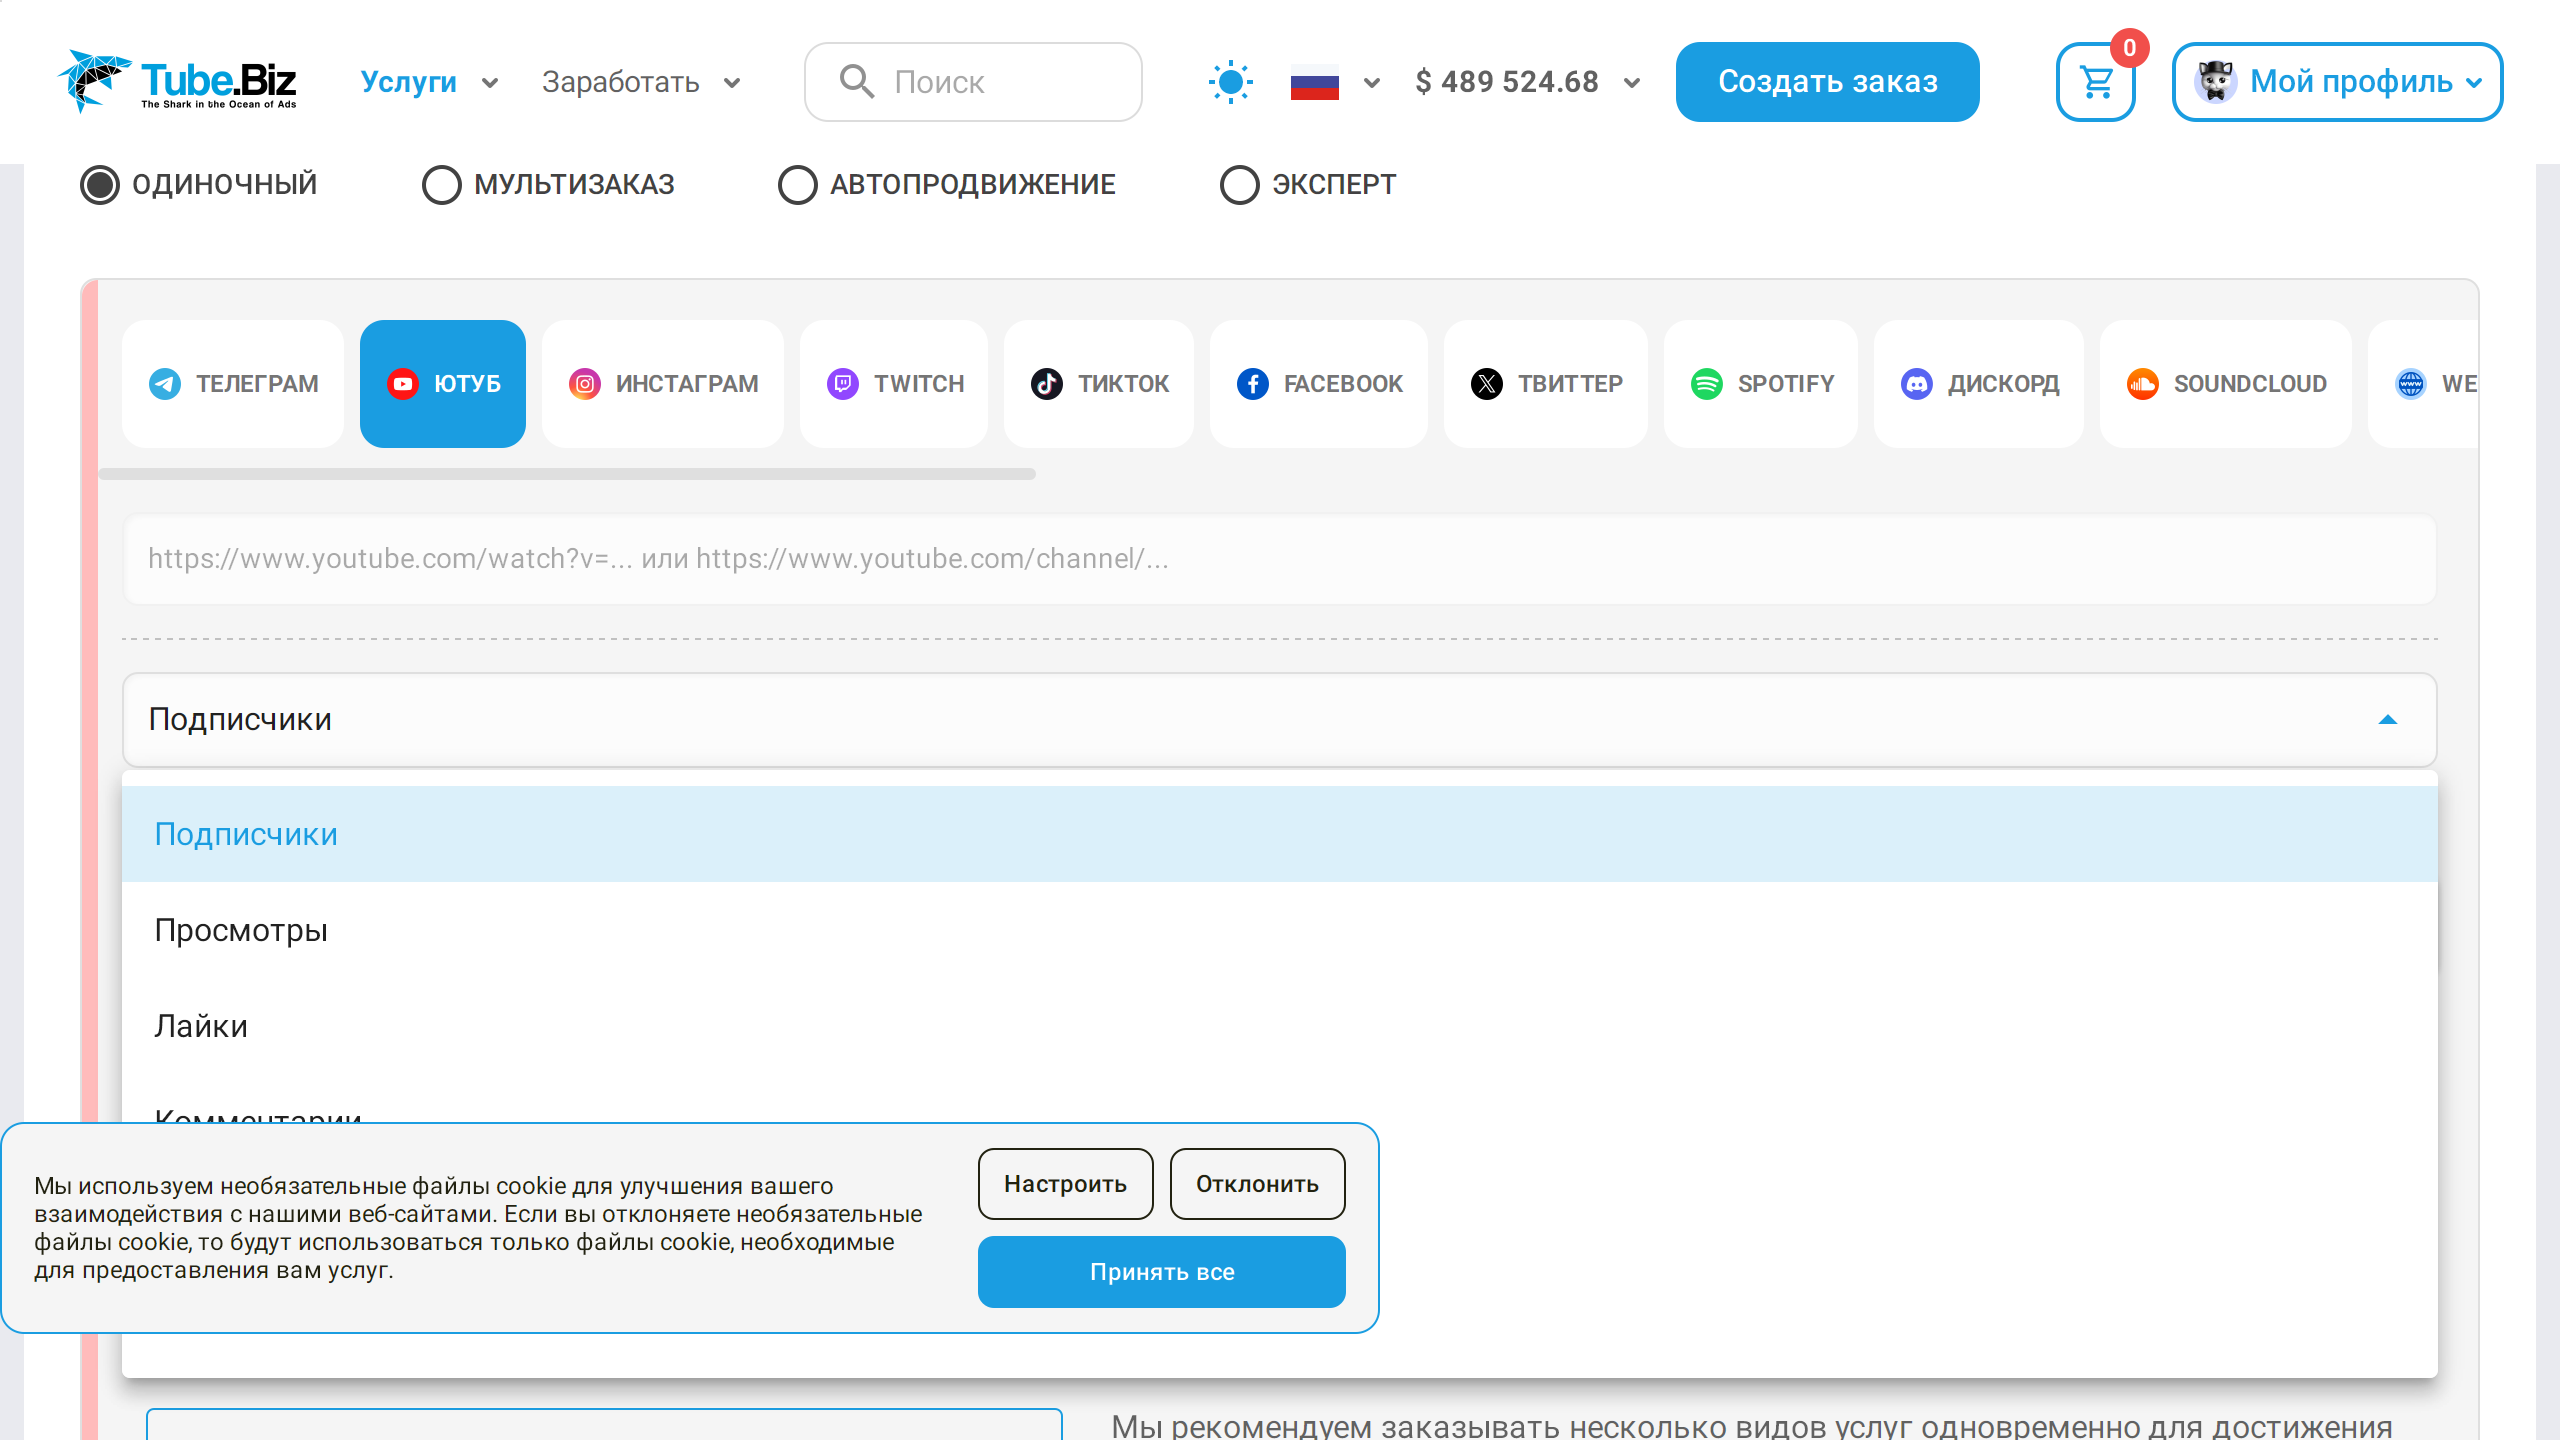 Tube.Biz
The Shark in the Ocean of Ads
Услуги
Заработать
Поиск
$ 489 524.68
Создать заказ
0
Мой профиль
ОДИНОЧНЫЙ
МУЛЬТИЗАКАЗ
АВТОПРОДВИЖЕНИЕ
ЭКСПЕРТ
ТЕЛЕГРАМ
ЮТУБ
ИНСТАГРАМ
TWITCH
ТИКТОК
FACEBOOK
ТВИТТЕР
SPOTIFY
ДИСКОРД
SOUNDCLOUD
WE
https://www.youtube.com/watch?v=... или https://www.youtube.com/channel/...
Подписчики
Подписчики
Просмотры
Лайки
Комментарии
Мы используем необязательные файлы cookie для улучшения вашего
взаимодействия с нашими веб-сайтами. Если вы отклоняете необязательные
файлы cookie, то будут использоваться только файлы cookie, необходимые
для предоставления вам услуг.
Настроить
Отклонить
Принять все
Мы рекомендуем заказывать несколько видов услуг одновременно для достижения